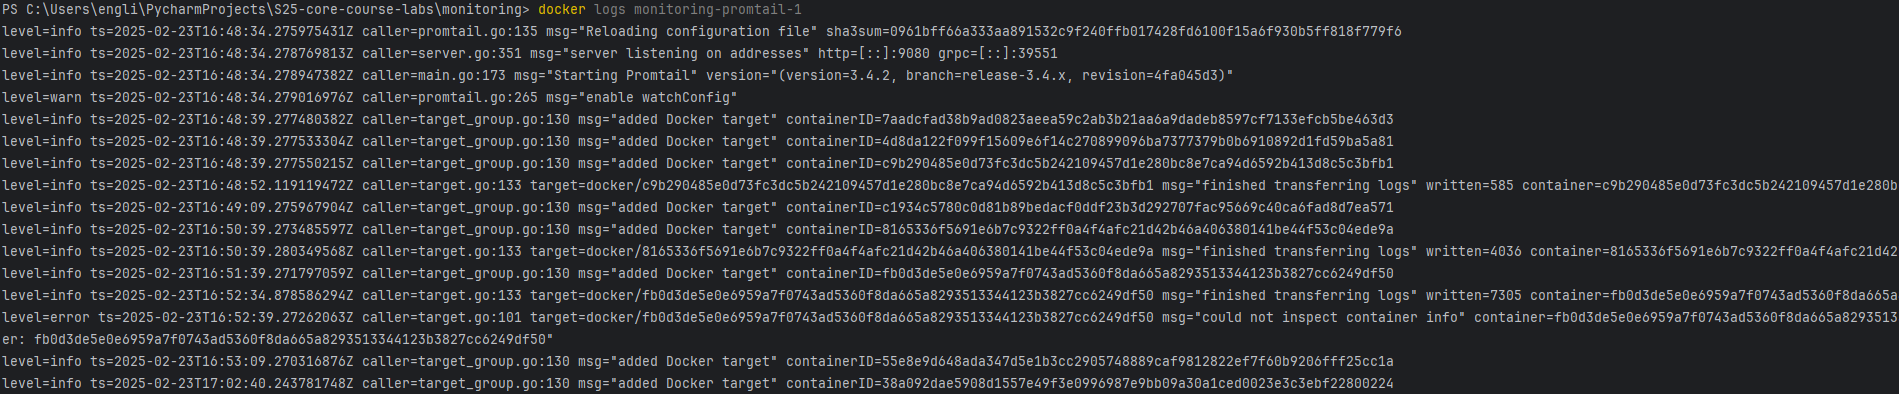 PS C:\Users\engli\PycharmProjects\S25-core-course-labs\monitoring> docker logs monitoring-promtail-1
level=info ts=2025-02-23T16:48:34.275975431Z caller=promtail.go:135 msg="Reloading configuration file" sha3sum=0961bff66a333aa891532c9f240ffb017428fd6100f15a6f930b5ff818f779f6
level=info ts=2025-02-23T16:48:34.278769813Z caller=server.go:351 msg="server listening on addresses" http=[::]:9080 grpc=[::]:39551
level=info ts=2025-02-23T16:48:34.278947382Z caller=main.go:173 msg="Starting Promtail" version="(version=3.4.2, branch=release-3.4.x, revision=4fa045d3)"
level=warn ts=2025-02-23T16:48:34.279016976Z caller=promtail.go:265 msg="enable watchConfig"
level=info ts=2025-02-23T16:48:39.277480382Z caller=target_group.go:130 msg="added Docker target" containerID=7aadcfad38b9ad0823aeea59c2ab3b21aa6a9dadeb8597cf7133efcb5be463d3
level=info ts=2025-02-23T16:48:39.277533304Z caller=target_group.go:130 msg="added Docker target" containerID=4d8da122f099f15609e6f14c270899096ba7377379b0b6910892d1fd59ba5a81
level=info ts=2025-02-23T16:48:39.277550215Z caller=target_group.go:130 msg="added Docker target" containerID=c9b290485e0d73fc3dc5b242109457d1e280bc8e7ca94d6592b413d8c5c3bfb1
level=info ts=2025-02-23T16:48:52.119119472Z caller=target.go:133 target=docker/c9b290485e0d73fc3dc5b242109457d1e280bc8e7ca94d6592b413d8c5c3bfb1 msg="finished transferring logs" written=585 container=c9b290485e0d73fc3dc5b242109457d1e280b
level=info ts=2025-02-23T16:49:09.275967904Z caller=target_group.go:130 msg="added Docker target" containerID=c1934c5780c0d81b89bedacf0ddf23b3d292707fac95669c40ca6fad8d7ea571
level=info ts=2025-02-23T16:50:39.273485597Z caller=target_group.go:130 msg="added Docker target" containerID=8165336f5691e6b7c9322ff0a4f4afc21d42b46a406380141be44f53c04ede9a
level=info ts=2025-02-23T16:50:39.280349568Z caller=target.go:133 target=docker/8165336f5691e6b7c9322ff0a4f4afc21d42b46a406380141be44f53c04ede9a msg="finished transferring logs" written=4036 container=8165336f5691e6b7c9322ff0a4f4afc21d42
level=info ts=2025-02-23T16:51:39.271797059Z caller=target_group.go:130 msg="added Docker target" containerID=fb0d3de5e0e6959a7f0743ad5360f8da665a8293513344123b3827cc6249df50
level=info ts=2025-02-23T16:52:34.878586294Z caller=target.go:133 target=docker/fb0d3de5e0e6959a7f0743ad5360f8da665a8293513344123b3827cc6249df50 msg="finished transferring logs" written=7305 container=fb0d3de5e0e6959a7f0743ad5360f8da665a
level=error ts=2025-02-23T16:52:39.27262063Z caller=target.go:101 target=docker/fb0d3de5e0e6959a7f0743ad5360f8da665a8293513344123b3827cc6249df50 msg="could not inspect container info" container=fb0d3de5e0e6959a7f0743ad5360f8da665a8293513
er: fb0d3de5e0e6959a7f0743ad5360f8da665a8293513344123b3827cc6249df50"
level=info ts=2025-02-23T16:53:09.270316876Z caller=target_group.go:130 msg="added Docker target" containerID=55e8e9d648ada347d5e1b3cc2905748889caf9812822ef7f60b9206fff25cc1a
level=info ts=2025-02-23T17:02:40.243781748Z caller=target_group.go:130 msg="added Docker target" containerID=38a092dae5908d1557e49f3e0996987e9bb09a30a1ced0023e3c3ebf22800224